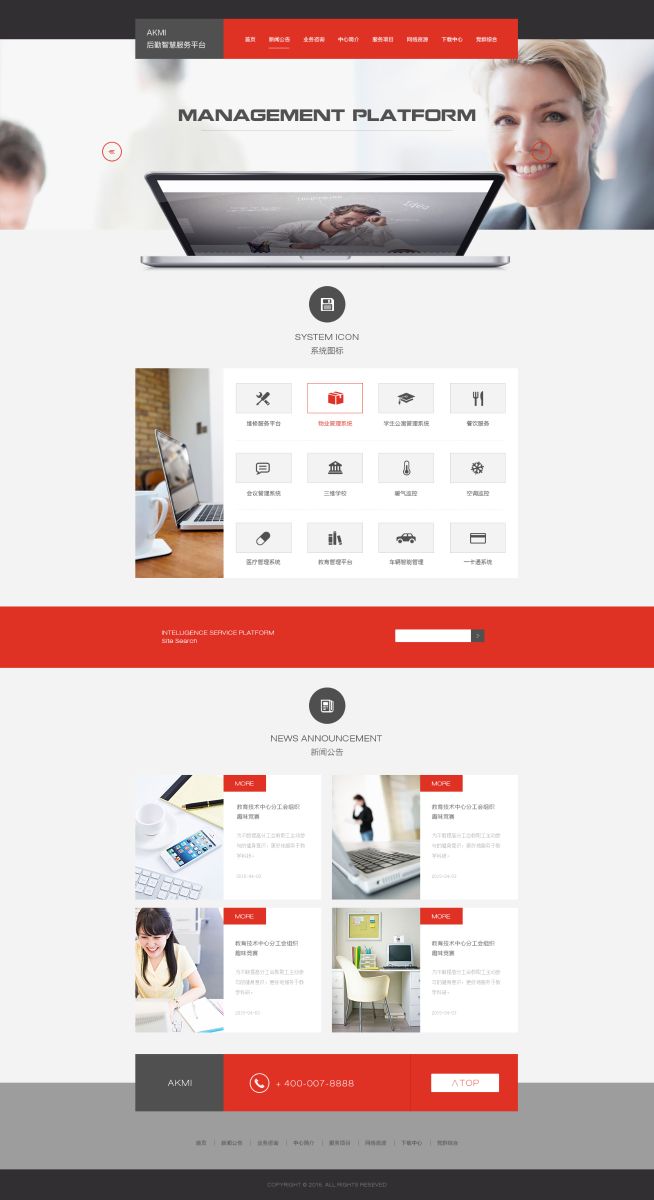 AKMI
后勤智慧服务平台
首页 新闻公告 业务咨询 中心简介 服务项目 网络资源 下载中心 党群综合
MANAGEMENT PLATFORM
Idea
SYSTEM ICON
系统图标
维修服务平台 物业管理系统 学生公寓管理系统 餐饮服务
会议管理系统 三维学校 暖气监控 空调监控
医疗管理系统 教育管理平台 车辆智能管理 一卡通系统
INTELLIGENCE SERVICE PLATFORM
Site Search
NEWS ANNOUNCEMENT
新闻公告
MORE
教育技术中心分工会组织
趣味竞赛
MORE
教育技术中心分工会组织
趣味竞赛
MORE
教育技术中心分工会组织
趣味竞赛
MORE
教育技术中心分工会组织
趣味竞赛
AKMI
+ 400-007-8888
TOP
首页 | 新闻公告 | 业务咨询 | 中心简介 | 服务项目 | 网络资源 | 下载中心 | 党群综合
COPYRIGHT © 2016. ALL RIGHTS RESEVED